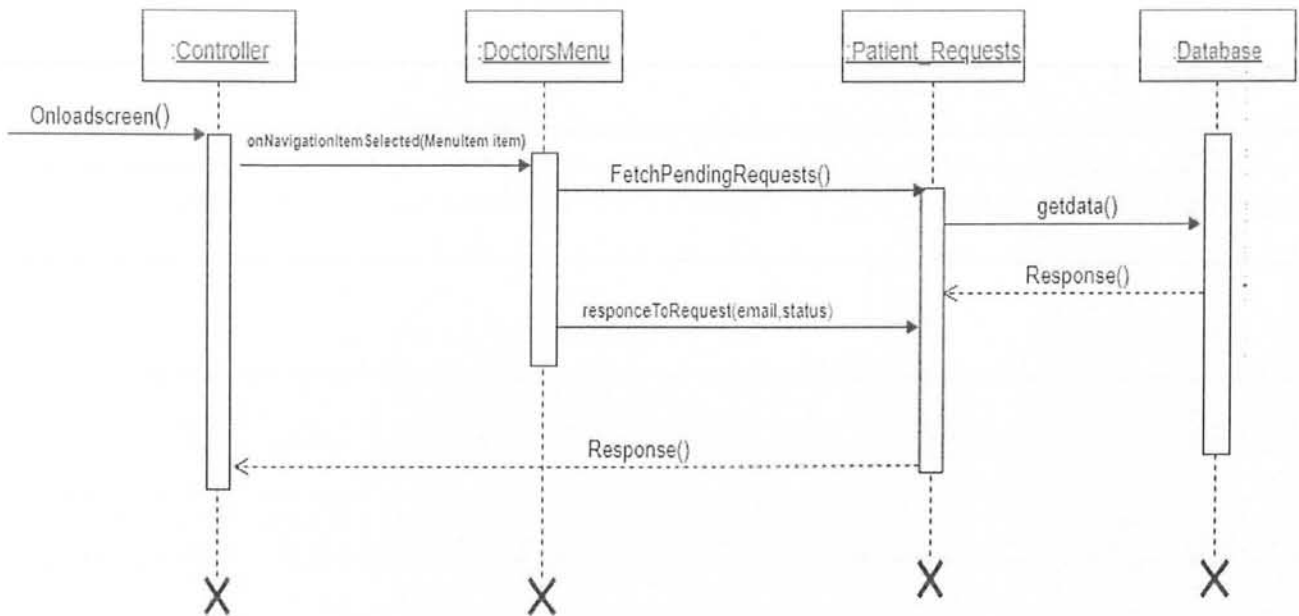 :Controller
:DoctorsMenu
:Patient_Requests
:Database
Onloadscreen()
onNavigationItemSelected(MenuItem item)
FetchPendingRequests()
getdata()
Response()
responceToRequest(email,status)
Response()